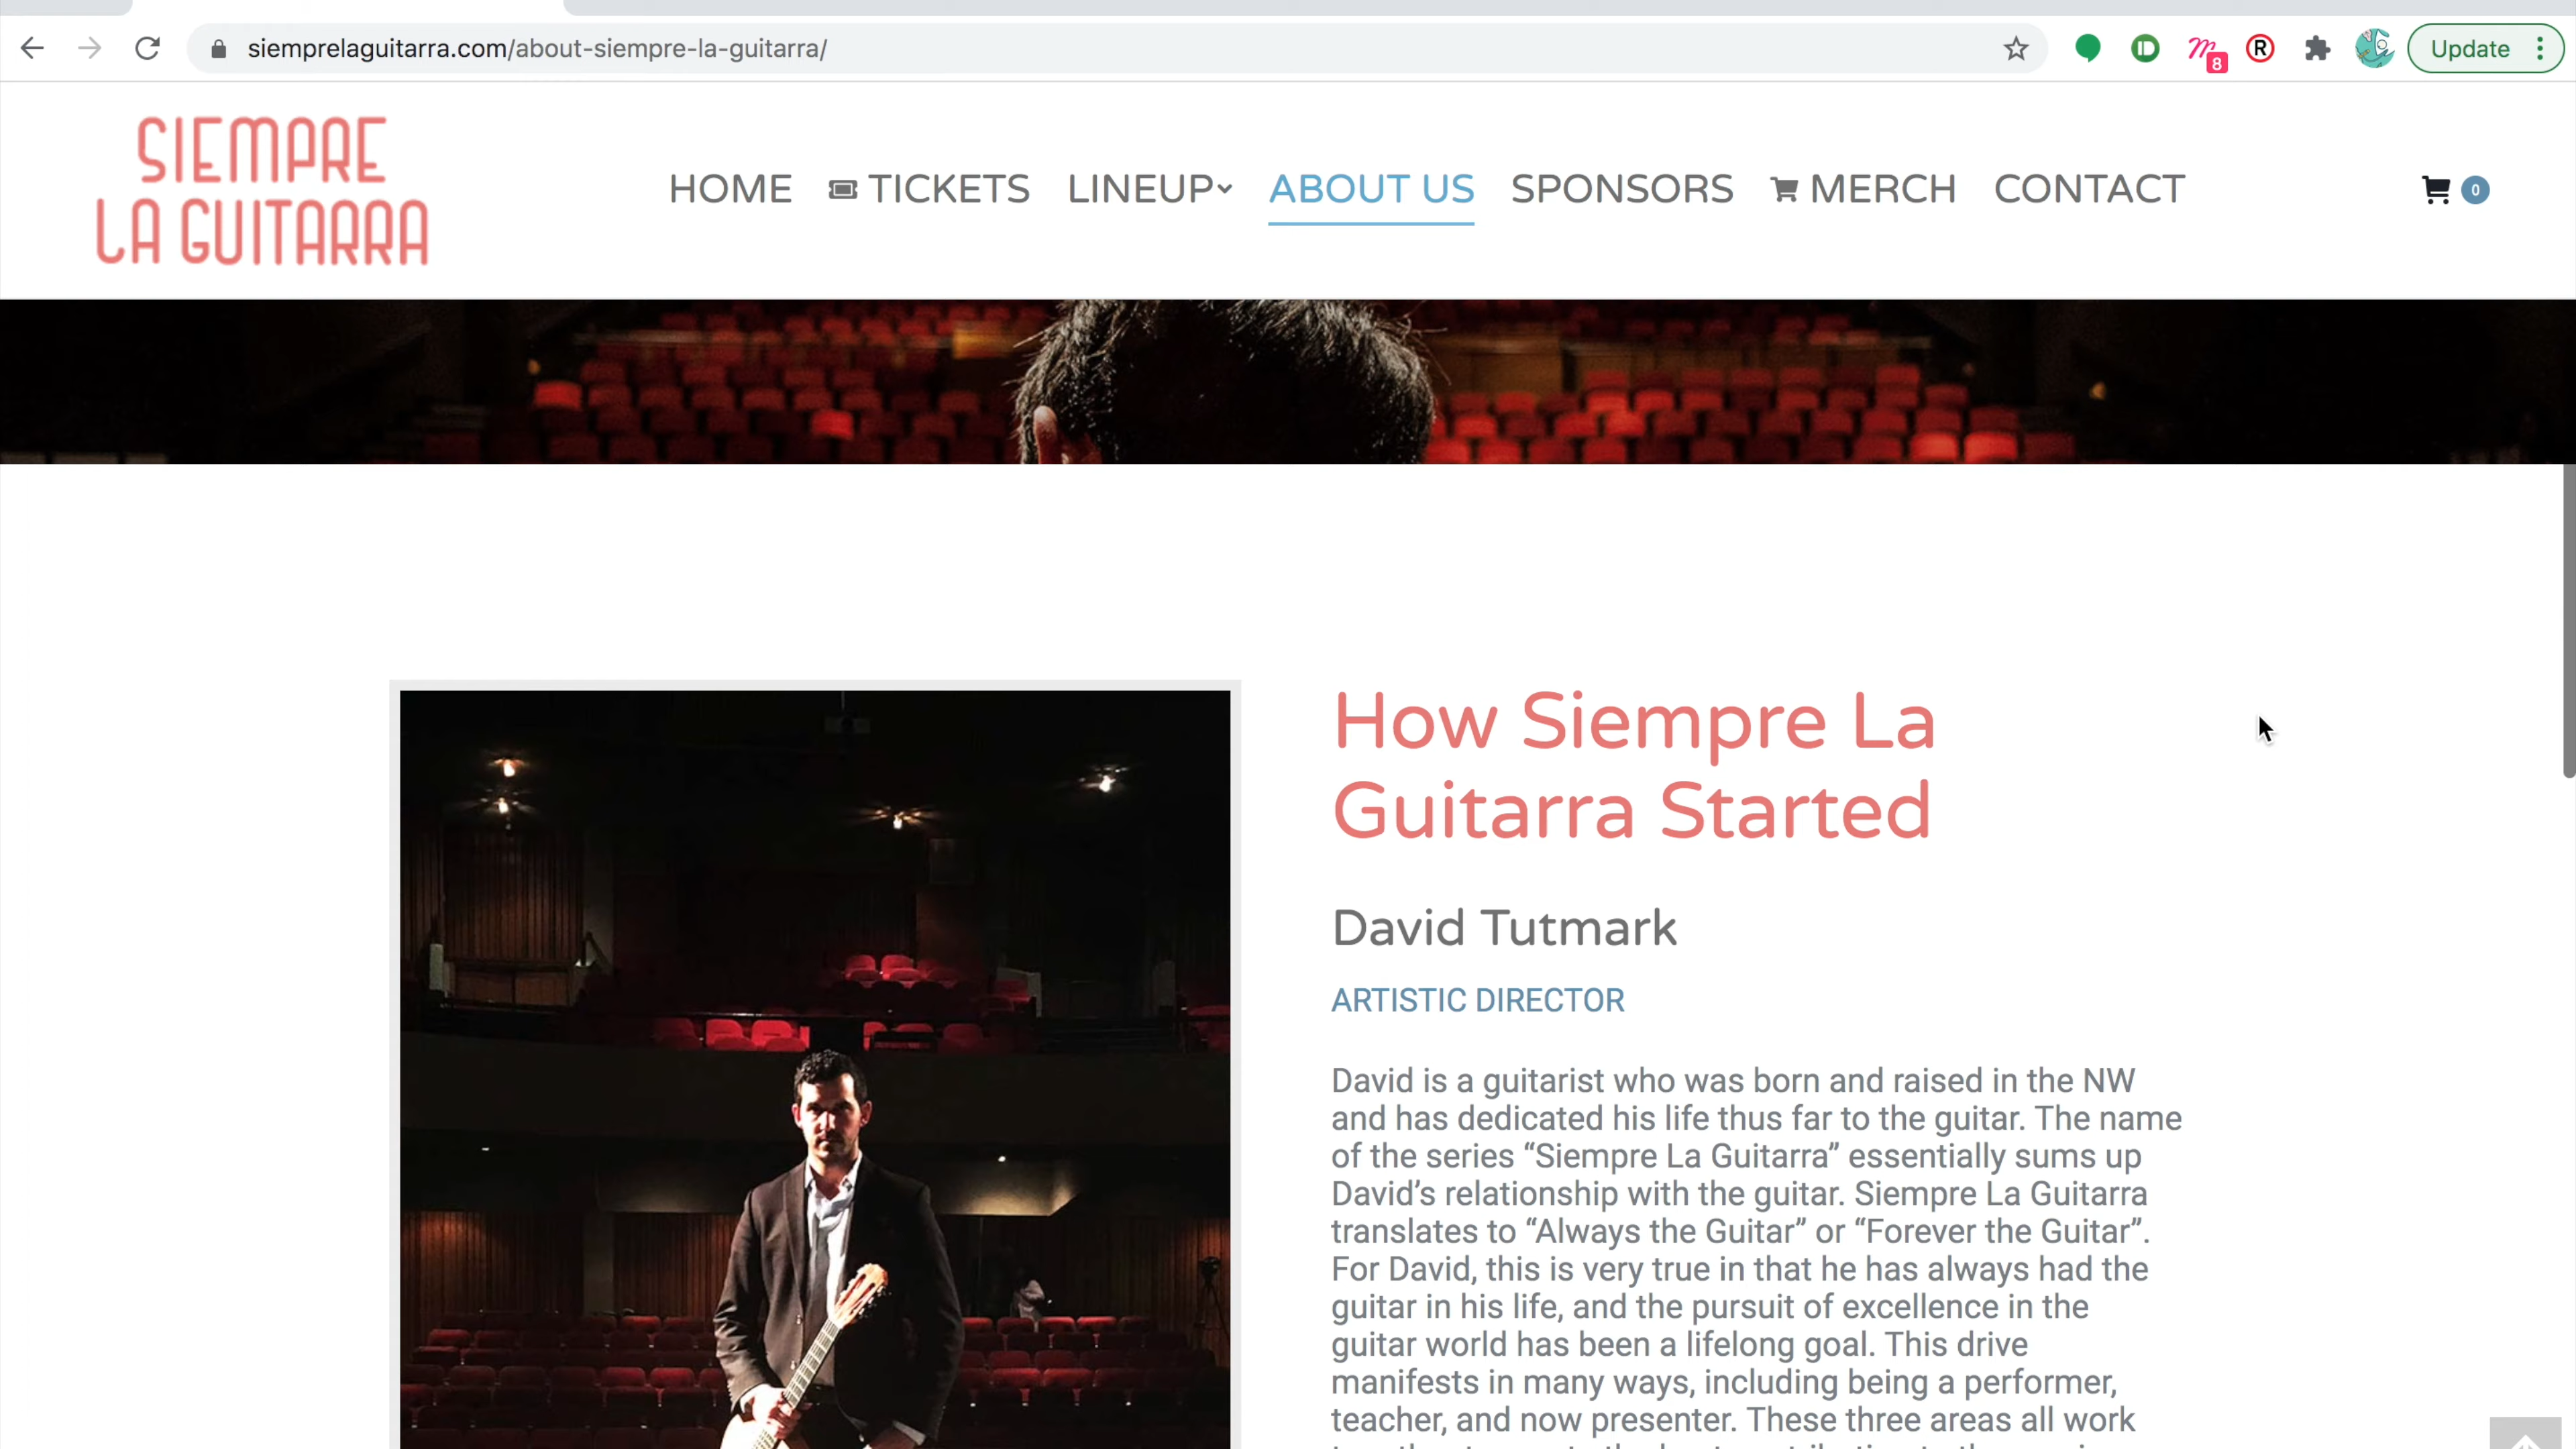 siemprelaguitarra.com/about-siempre-la-guitarra/
8
R
Update
SIEMPRE
LA GUITARRA
HOME TICKETS LINEUP ABOUT US SPONSORS MERCH CONTACT
0
How Siempre La
Guitarra Started
David Tutmark
ARTISTIC DIRECTOR
David is a guitarist who was born and raised in the NW
and has dedicated his life thus far to the guitar. The name
of the series “Siempre La Guitarra” essentially sums up
David’s relationship with the guitar. Siempre La Guitarra
translates to “Always the Guitar” or “Forever the Guitar”.
For David, this is very true in that he has always had the
guitar in his life, and the pursuit of excellence in the
guitar world has been a lifelong goal. This drive
manifests in many ways, including being a performer,
teacher, and now presenter. These three areas all work